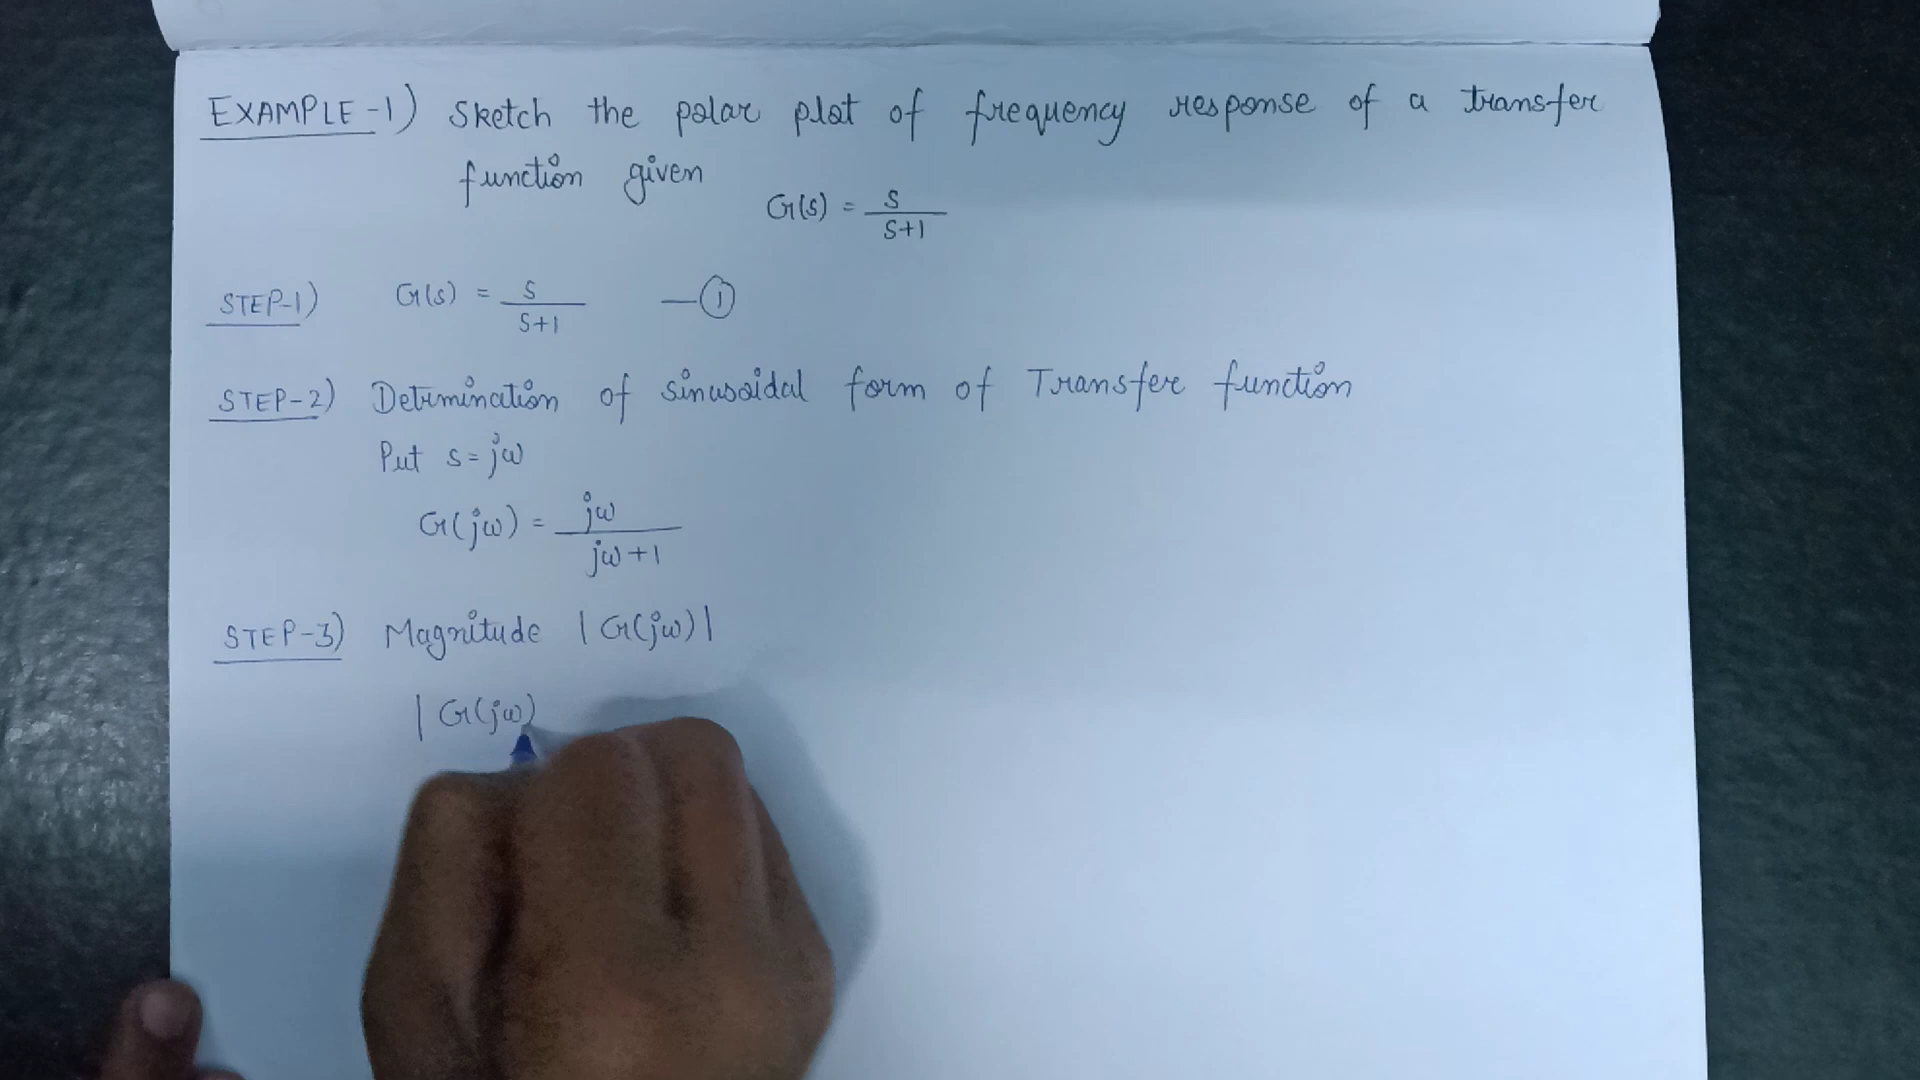 EXAMPLE-1) Sketch the polar plot of frequency response of a transfer
function given
G(s) = s / s+1
STEP-1) G(s) = s / s+1 —①
STEP-2) Detrmination of sinusoidal form of Transfer function
Put s=jω
G(jω) = jω / jω+1
STEP-3) Magnitude |G(jω)|
|G(jω)